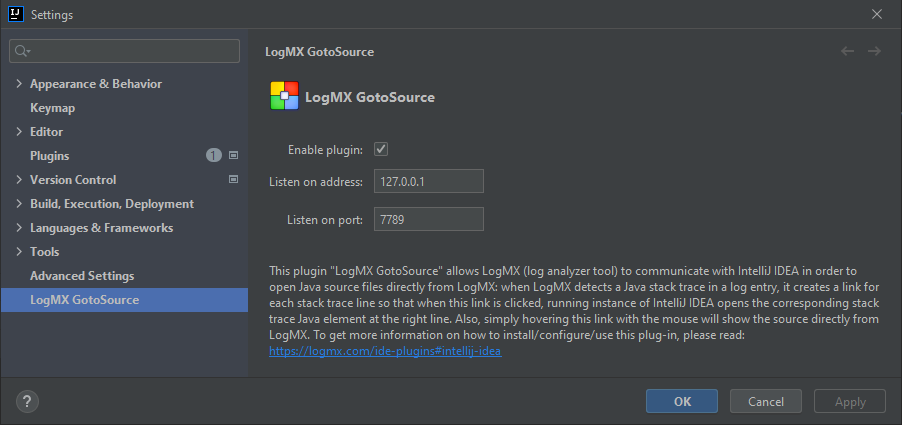 Settings
LogMX GotoSource
Appearance & Behavior
Keymap
Editor
Plugins 1
Version Control
Build, Execution, Deployment
Languages & Frameworks
Tools
Advanced Settings
LogMX GotoSource
LogMX GotoSource
Enable plugin:
Listen on address: 127.0.0.1
Listen on port: 7789
This plugin "LogMX GotoSource" allows LogMX (log analyzer tool) to communicate with IntelliJ IDEA in order to
open Java source files directly from LogMX: when LogMX detects a Java stack trace in a log entry, it creates a link for
each stack trace line so that when this link is clicked, running instance of IntelliJ IDEA opens the corresponding stack
trace Java element at the right line. Also, simply hovering this link with the mouse will show the source directly from
LogMX. To get more information on how to install/configure/use this plug-in, please read:
https://logmx.com/ide-plugins#intellij-idea
? OK Cancel Apply